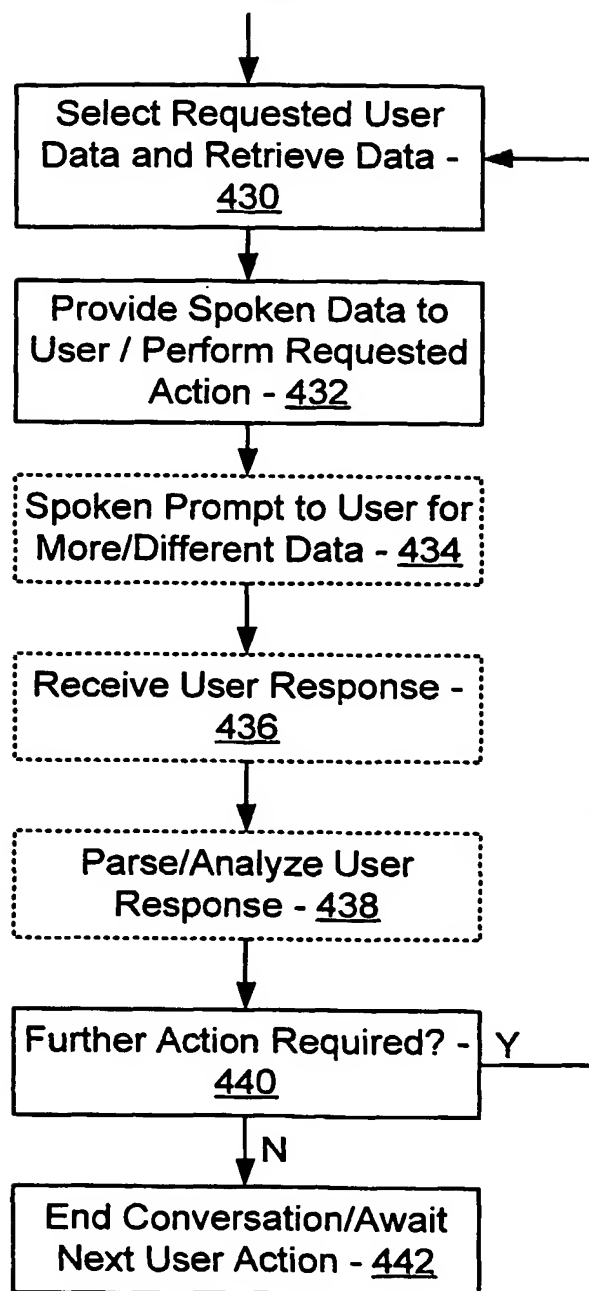 Select Requested User
Data and Retrieve Data -
430
Provide Spoken Data to
User / Perform Requested
Action - 432
Spoken Prompt to User for
More/Different Data - 434
Receive User Response -
436
Parse/Analyze User
Response - 438
Further Action Required? -
440
Y
N
End Conversation/Await
Next User Action - 442